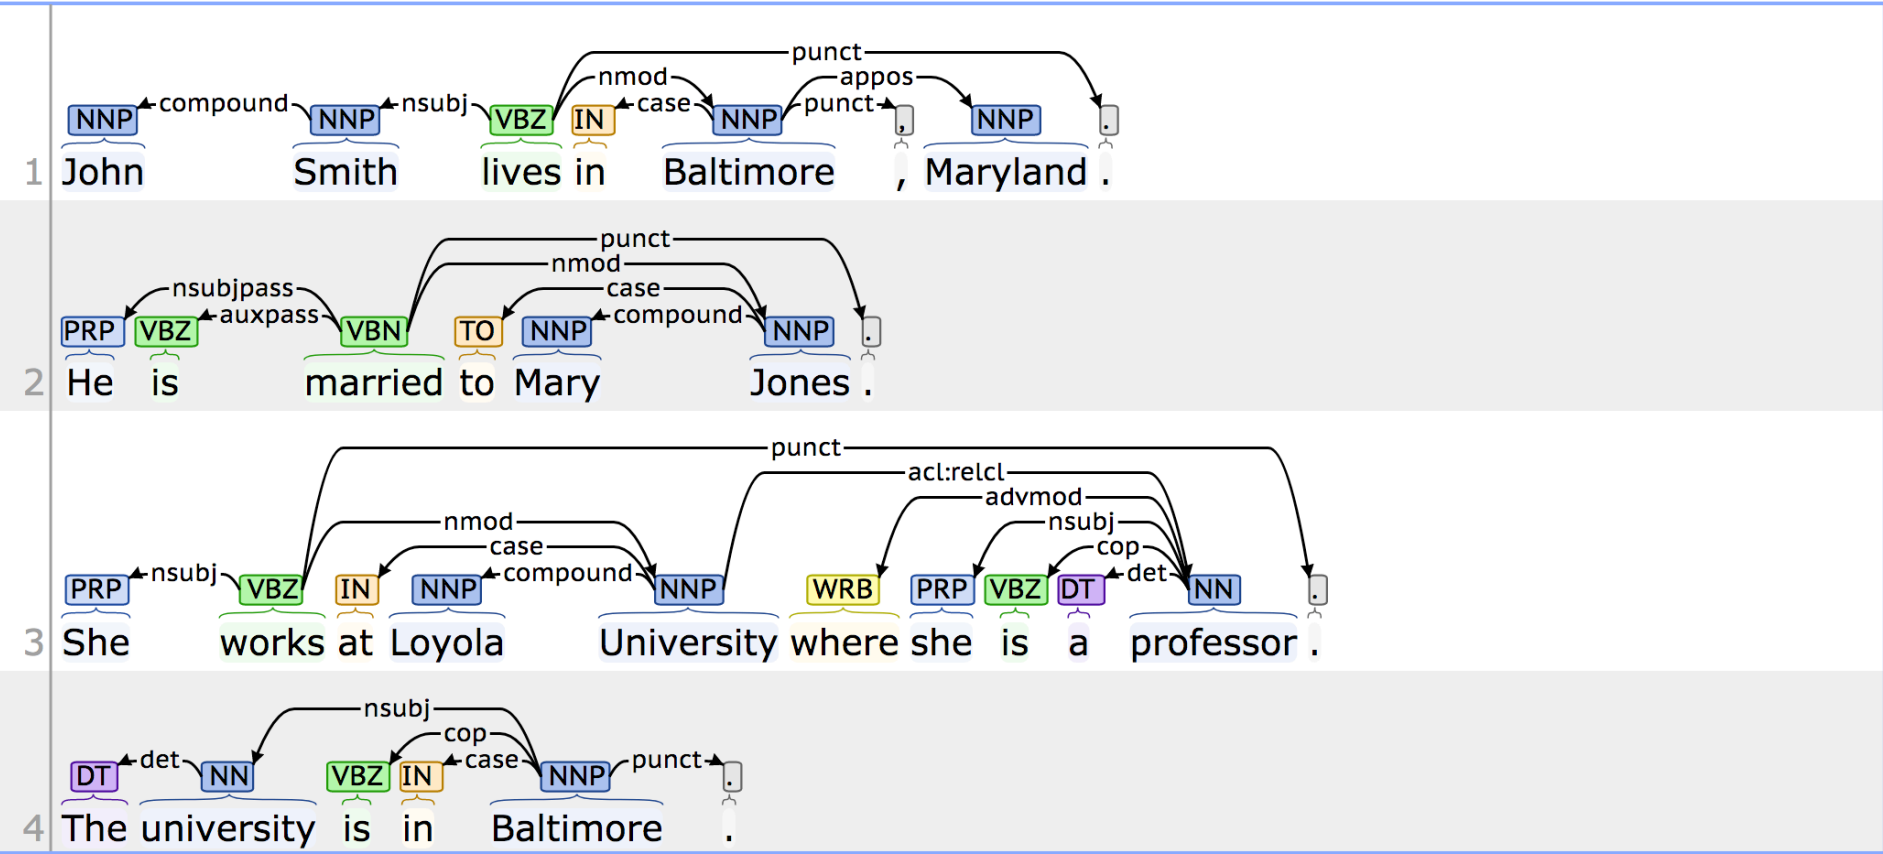 punct
nmod appos
compound nsubj case punct
NNP NNP VBZ IN NNP , NNP .
1 John Smith lives in Baltimore , Maryland .
punct
nmod
nsubjpass case
auxpass compound
PRP VBZ VBN TO NNP NNP .
2 He is married to Mary Jones .
punct
acl:relcl
advmod
nmod nsubj
case cop
nsubj compound det
PRP VBZ IN NNP NNP WRB PRP VBZ DT NN .
3 She works at Loyola University where she is a professor .
nsubj
cop
det case punct
DT NN VBZ IN NNP .
4 The university is in Baltimore .